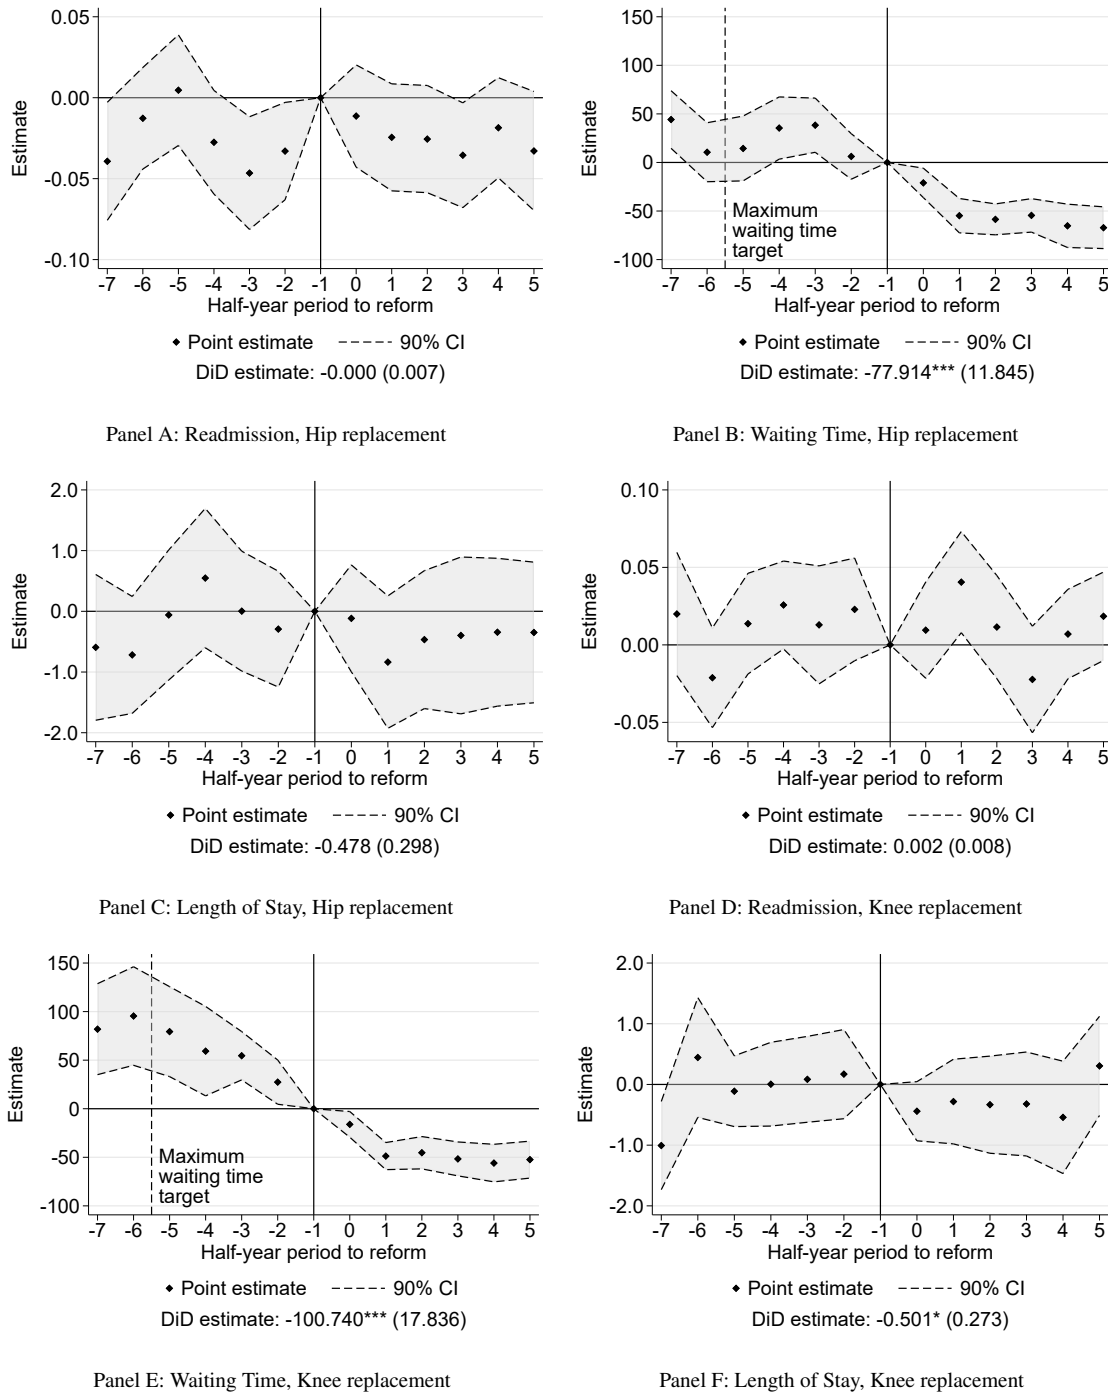 0.05
0.00
-0.05
-0.10
Estimate
-7 -6 -5 -4 -3 -2 -1 0 1 2 3 4 5
Half-year period to reform
Point estimate 90% CI
DiD estimate: -0.000 (0.007)
Panel A: Readmission, Hip replacement
150
100
50
0
-50
-100
Estimate
Maximum
waiting time
target
-7 -6 -5 -4 -3 -2 -1 0 1 2 3 4 5
Half-year period to reform
Point estimate 90% CI
DiD estimate: -77.914*** (11.845)
Panel B: Waiting Time, Hip replacement
2.0
1.0
0.0
-1.0
-2.0
Estimate
-7 -6 -5 -4 -3 -2 -1 0 1 2 3 4 5
Half-year period to reform
Point estimate 90% CI
DiD estimate: -0.478 (0.298)
Panel C: Length of Stay, Hip replacement
0.10
0.05
0.00
-0.05
Estimate
-7 -6 -5 -4 -3 -2 -1 0 1 2 3 4 5
Half-year period to reform
Point estimate 90% CI
DiD estimate: 0.002 (0.008)
Panel D: Readmission, Knee replacement
150
100
50
0
-50
-100
Estimate
Maximum
waiting time
target
-7 -6 -5 -4 -3 -2 -1 0 1 2 3 4 5
Half-year period to reform
Point estimate 90% CI
DiD estimate: -100.740*** (17.836)
Panel E: Waiting Time, Knee replacement
2.0
1.0
0.0
-1.0
-2.0
Estimate
-7 -6 -5 -4 -3 -2 -1 0 1 2 3 4 5
Half-year period to reform
Point estimate 90% CI
DiD estimate: -0.501* (0.273)
Panel F: Length of Stay, Knee replacement